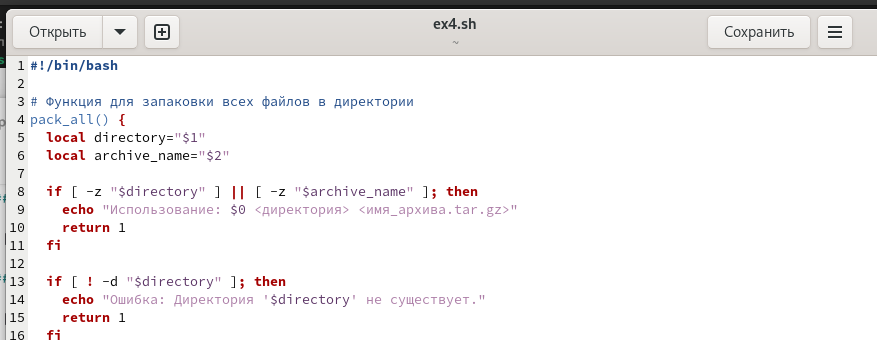 Открыть
ex4.sh
~
Сохранить
1 #!/bin/bash
2
3 # Функция для запаковки всех файлов в директории
4 pack_all() {
5   local directory="$1"
6   local archive_name="$2"
7
8   if [ -z "$directory" ] || [ -z "$archive_name" ]; then
9     echo "Использование: $0 <директория> <имя_архива.tar.gz>"
10     return 1
11   fi
12
13   if [ ! -d "$directory" ]; then
14     echo "Ошибка: Директория '$directory' не существует."
15     return 1
16   fi